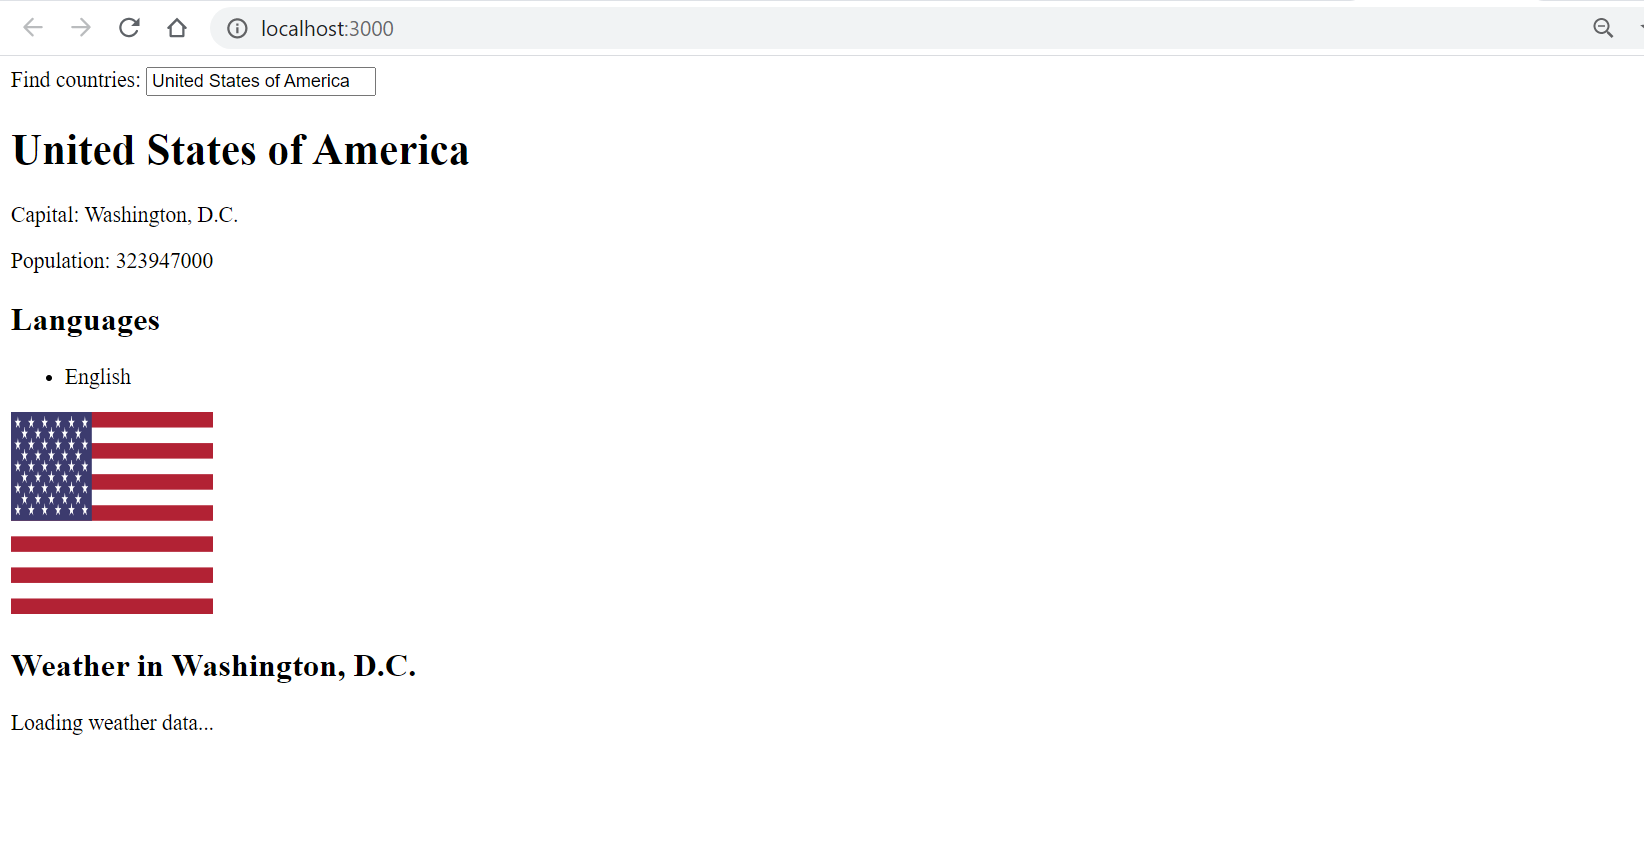 localhost:3000
Find countries: United States of America
United States of America
Capital: Washington, D.C.
Population: 323947000
Languages
• English
Weather in Washington, D.C.
Loading weather data...